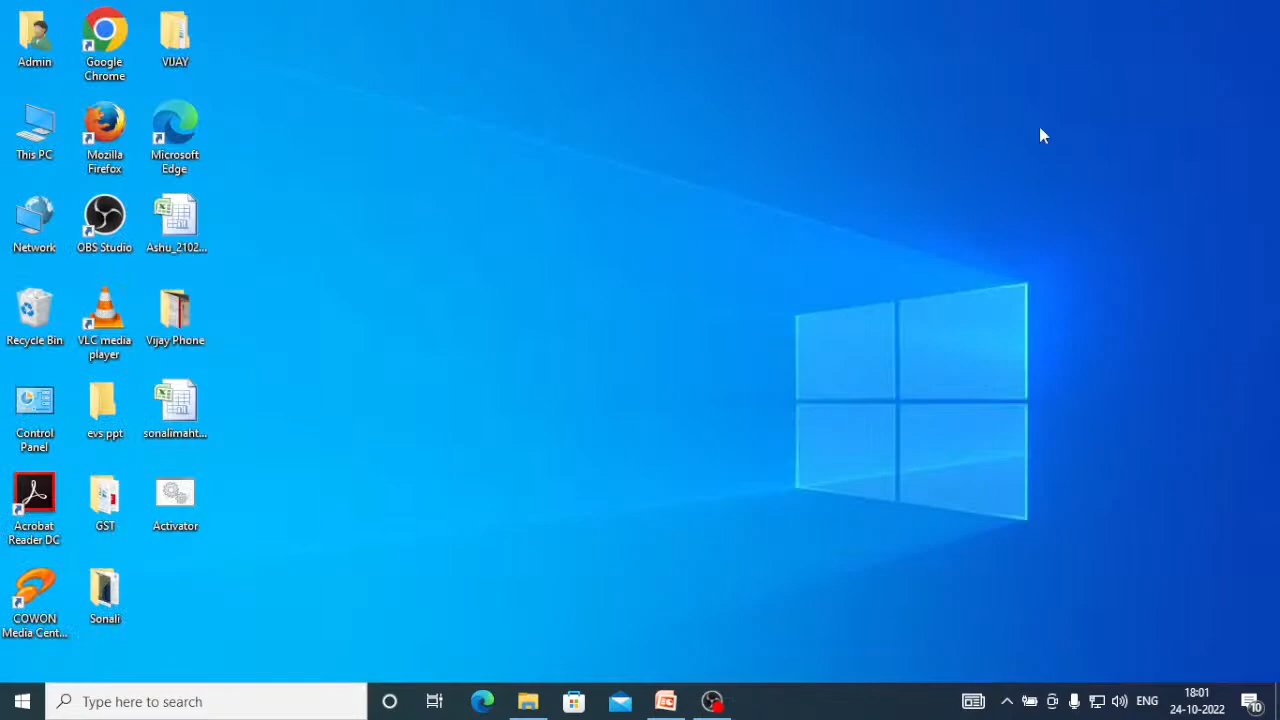 Admin
Google
Chrome
VIJAY
This PC
Mozilla
Firefox
Microsoft
Edge
Network
OBS Studio
Ashu_2102...
Recycle Bin
VLC media
player
Vijay Phone
Control
Panel
evs ppt
sonalimaht...
Acrobat
Reader DC
GST
Activator
COWON
Media Cent...
Sonali
Type here to search
ENG
18:01
24-10-2022
10